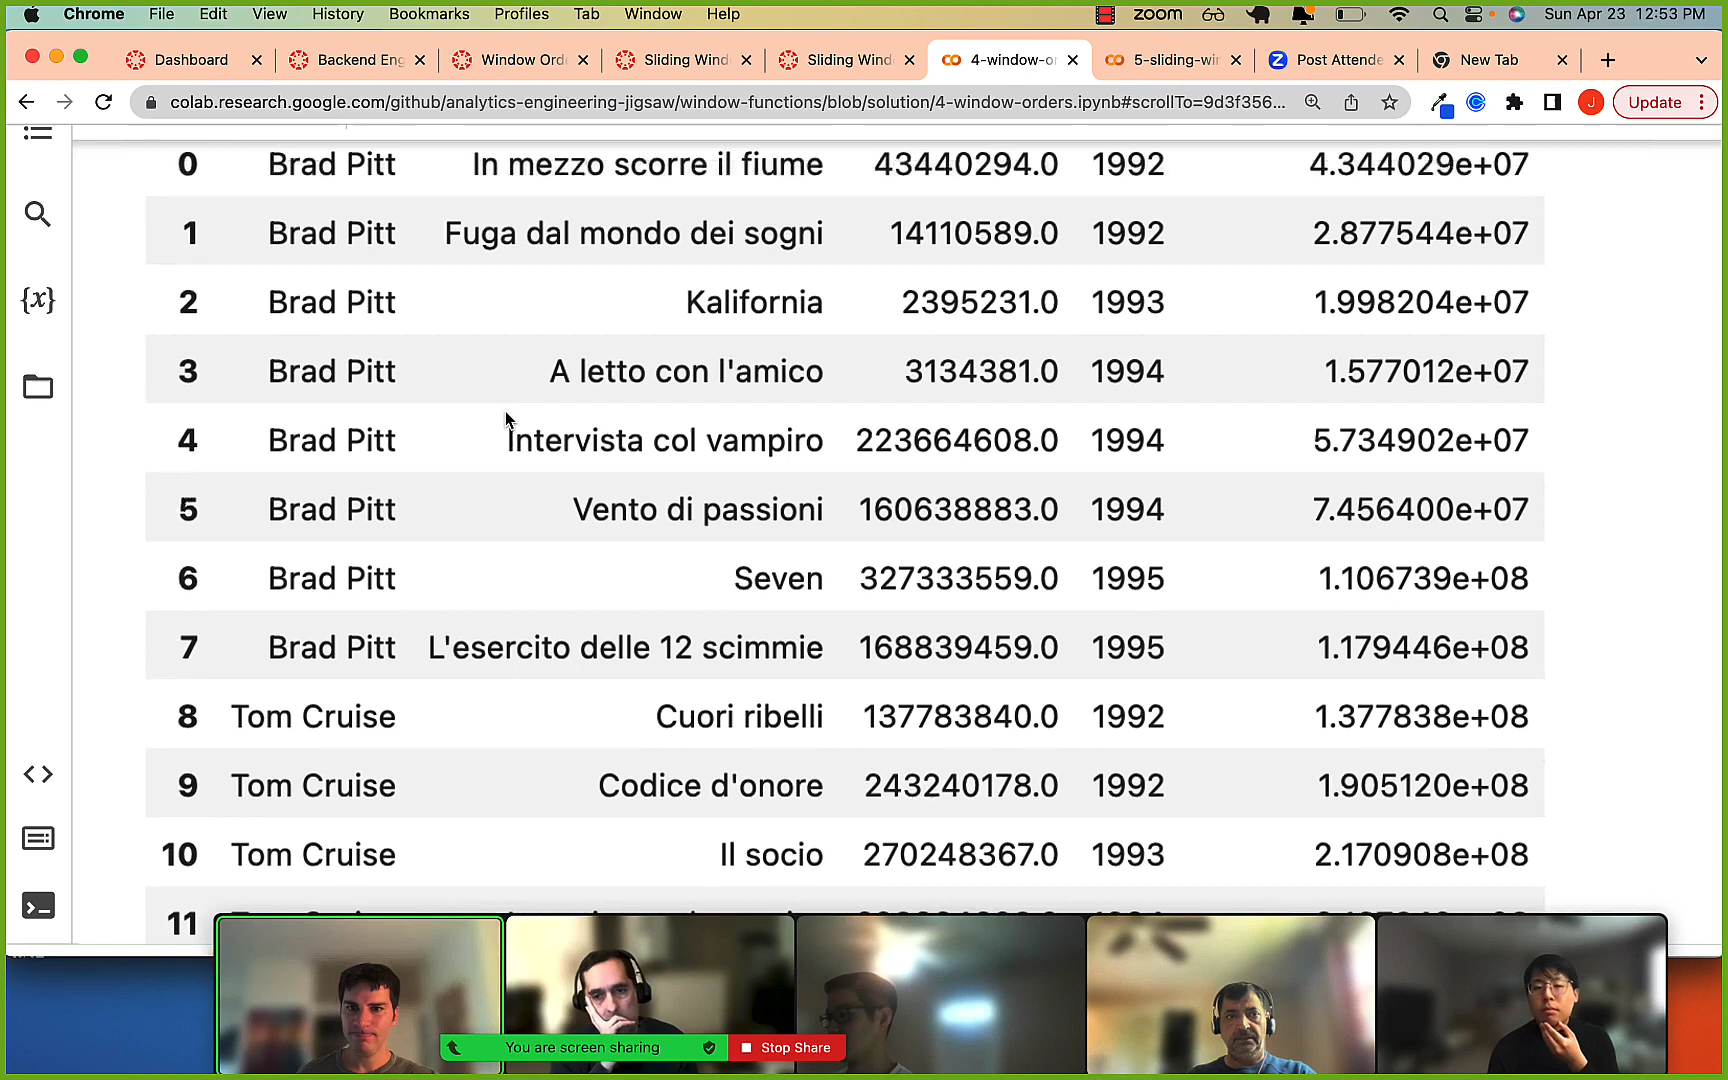 Chrome File Edit View History Bookmarks Profiles Tab Window Help zoom Sun Apr 23 12:53 PM
Dashboard Backend Eng Window Ord Sliding Wind Sliding Wind 4-window-or 5-sliding-wir Post Attende New Tab
colab.research.google.com/github/analytics-engineering-jigsaw/window-functions/blob/solution/4-window-orders.ipynb#scrollTo=9d3f356... J Update
0 Brad Pitt In mezzo scorre il fiume 43440294.0 1992 4.344029e+07
1 Brad Pitt Fuga dal mondo dei sogni 14110589.0 1992 2.877544e+07
{x}
2 Brad Pitt Kalifornia 2395231.0 1993 1.998204e+07
3 Brad Pitt A letto con l'amico 3134381.0 1994 1.577012e+07
4 Brad Pitt Intervista col vampiro 223664608.0 1994 5.734902e+07
5 Brad Pitt Vento di passioni 160638883.0 1994 7.456400e+07
6 Brad Pitt Seven 327333559.0 1995 1.106739e+08
7 Brad Pitt L'esercito delle 12 scimmie 168839459.0 1995 1.179446e+08
8 Tom Cruise Cuori ribelli 137783840.0 1992 1.377838e+08
9 Tom Cruise Codice d'onore 243240178.0 1992 1.905120e+08
10 Tom Cruise Il socio 270248367.0 1993 2.170908e+08
11
You are screen sharing Stop Share